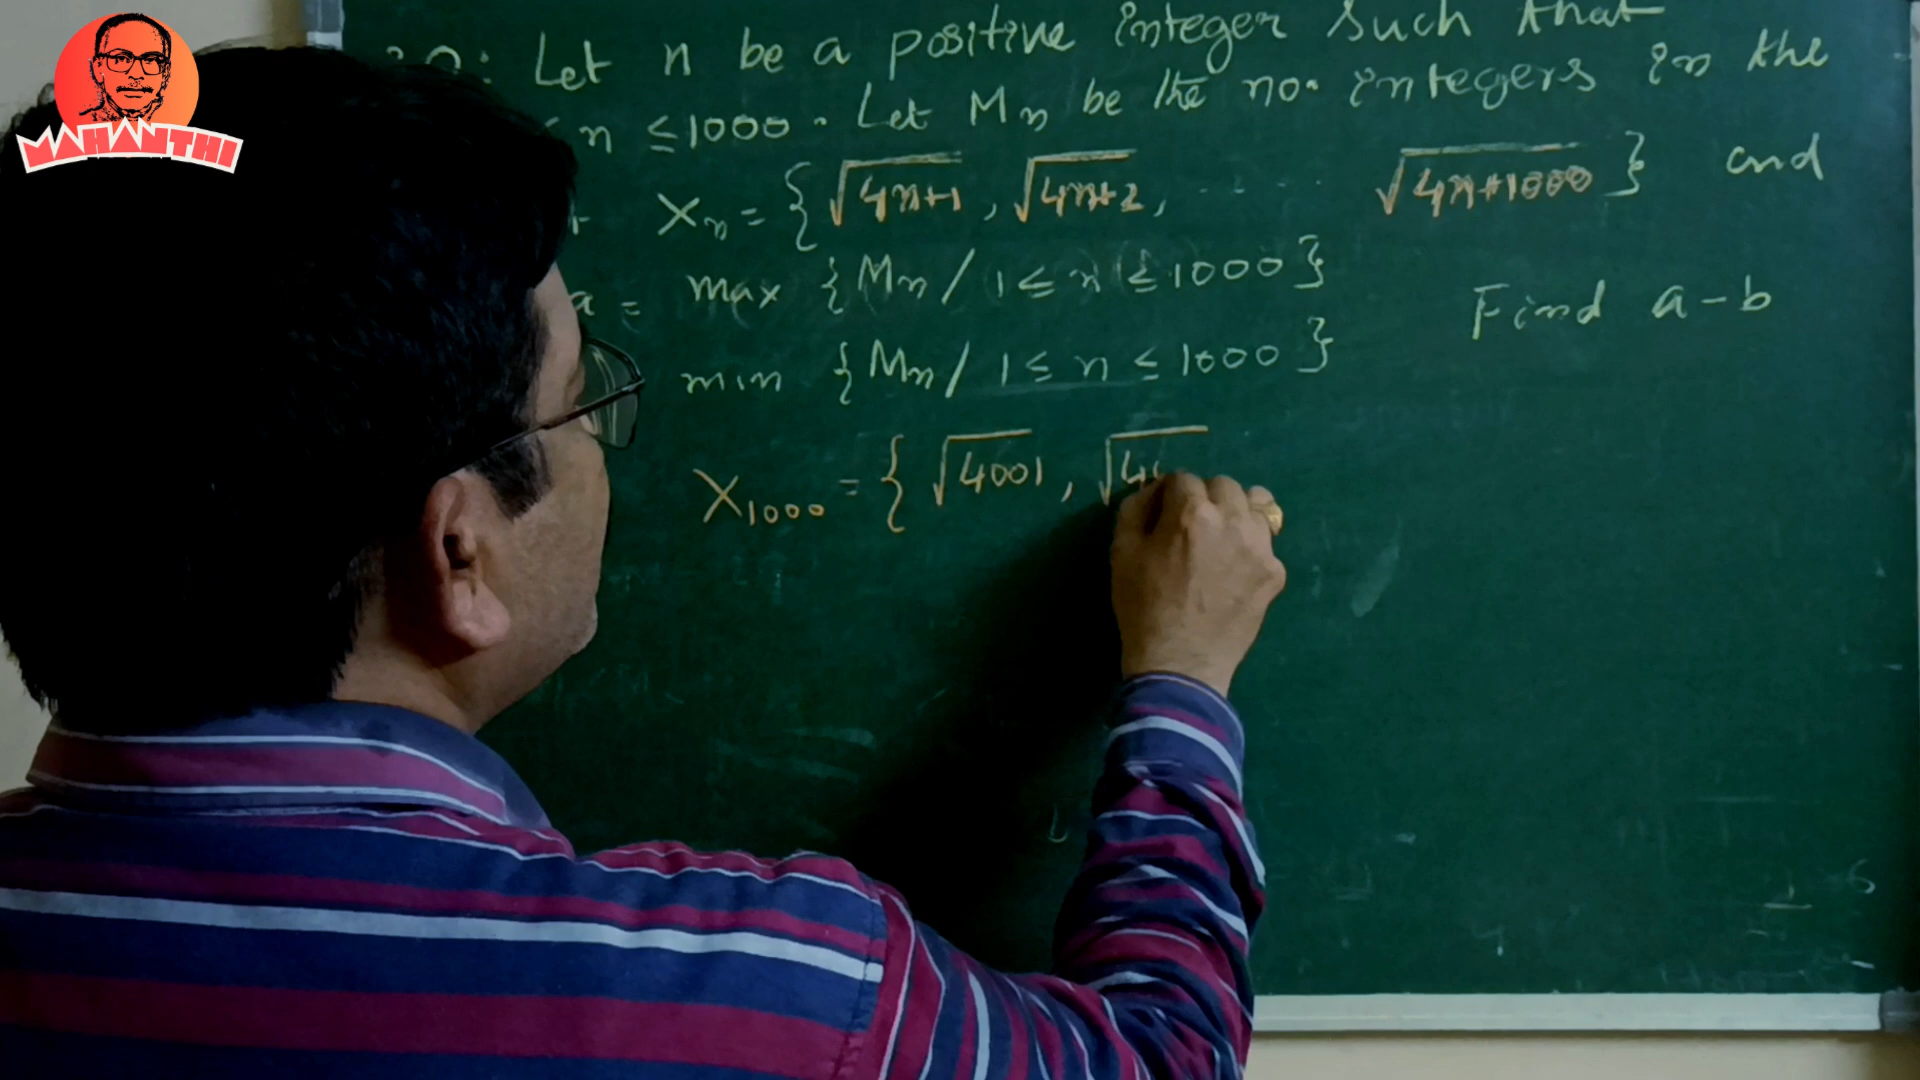 MAHANTHI
Q: Let n be a positive integer such that
≤ n ≤ 1000. Let Mn be the no. integers in the
Xn = {√4n+1, √4n+2, ...... √4n+1000} and
a = max {Mn / 1 ≤ n ≤ 1000}
Find a-b
min {Mn / 1 ≤ n ≤ 1000}
X1000 = {√4001, √4